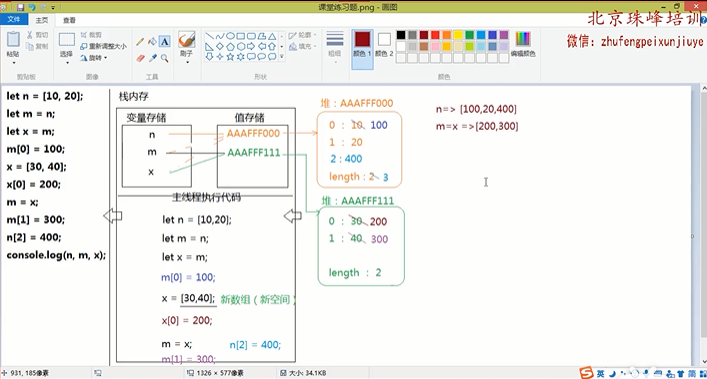 课堂练习题.png - 画图
北京珠峰培训
微信：zhufengpeixunjiuye
文件
主页
查看
粘贴
剪切
复制
选择
裁剪
重新调整大小
旋转
刷子
轮廓
填充
粗细
颜色 1
颜色 2
编辑颜色
剪贴板
图像
工具
形状
颜色
let n = [10, 20];
let m = n;
let x = m;
m[0] = 100;
x = [30, 40];
x[0] = 200;
m = x;
m[1] = 300;
n[2] = 400;
console.log(n, m, x);
栈内存
变量存储
值存储
n
m
x
AAAFFF000
AAAFFF111
主线程执行代码
let n = [10,20];
let m = n;
let x = m;
m[0] = 100;
x = [30,40]; 新数组（新空间）
x[0] = 200;
m = x; n[2] = 400;
m[1] = 300;
堆：AAAFFF000
0 : 10 100
1 : 20
2 : 400
length : 2 3
堆：AAAFFF111
0 : 30 200
1 : 40 300
length : 2
n=> [100,20,400]
m=x =>[200,300]
931, 185像素
1326 × 577像素
大小: 34.1KB
100%
英
简